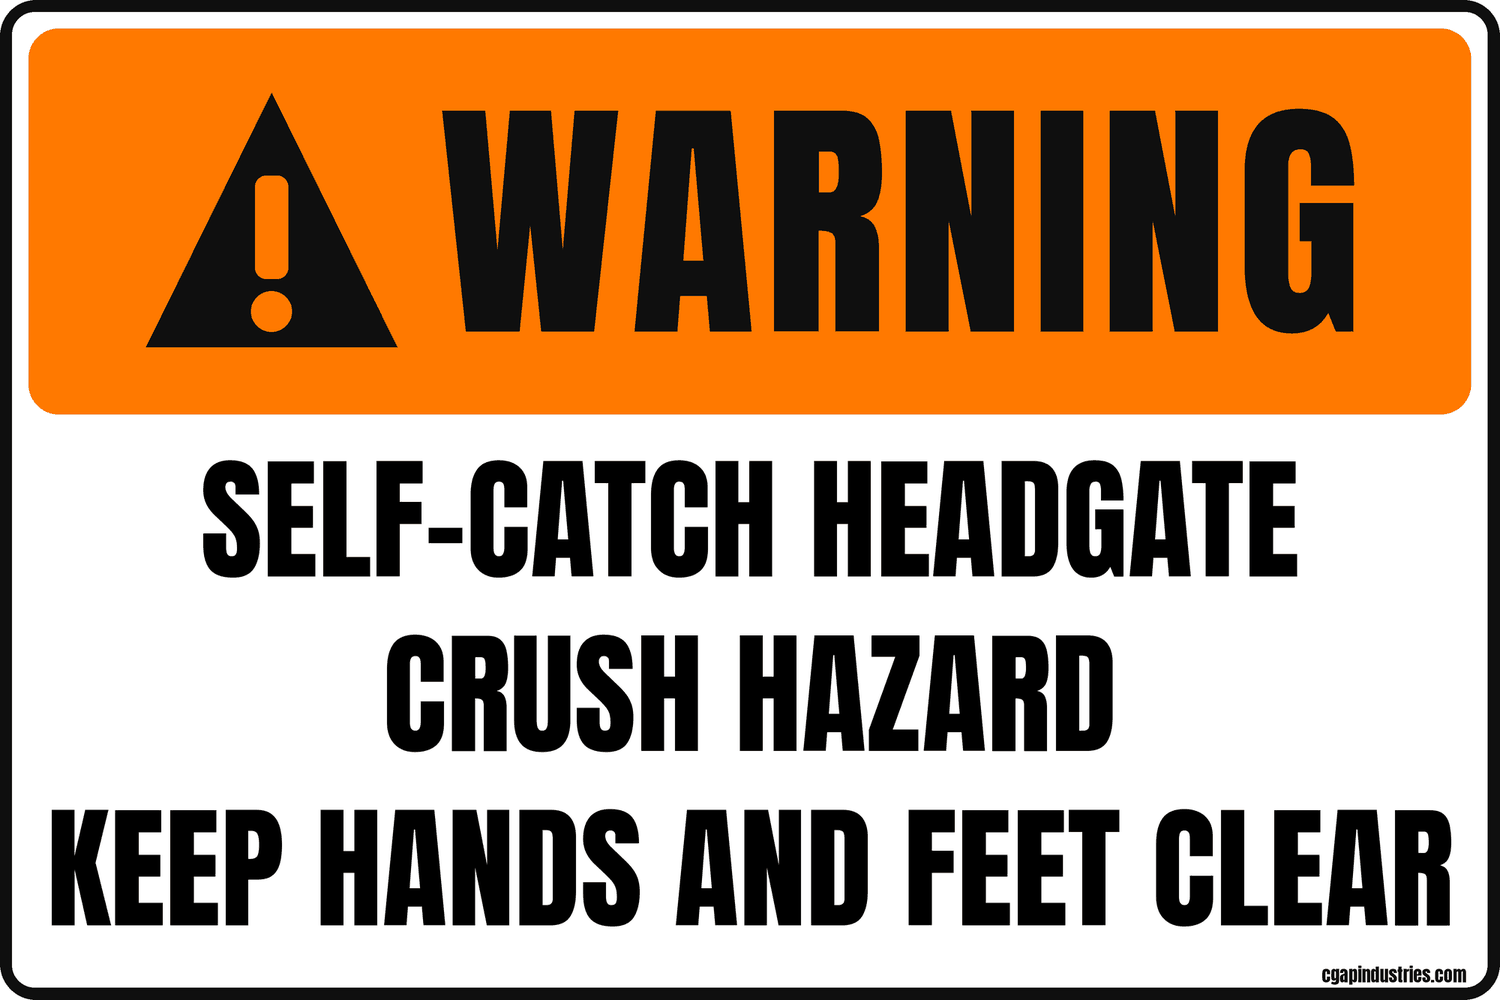 WARNING
SELF-CATCH HEADGATE
CRUSH HAZARD
KEEP HANDS AND FEET CLEAR
cgapindustries.com